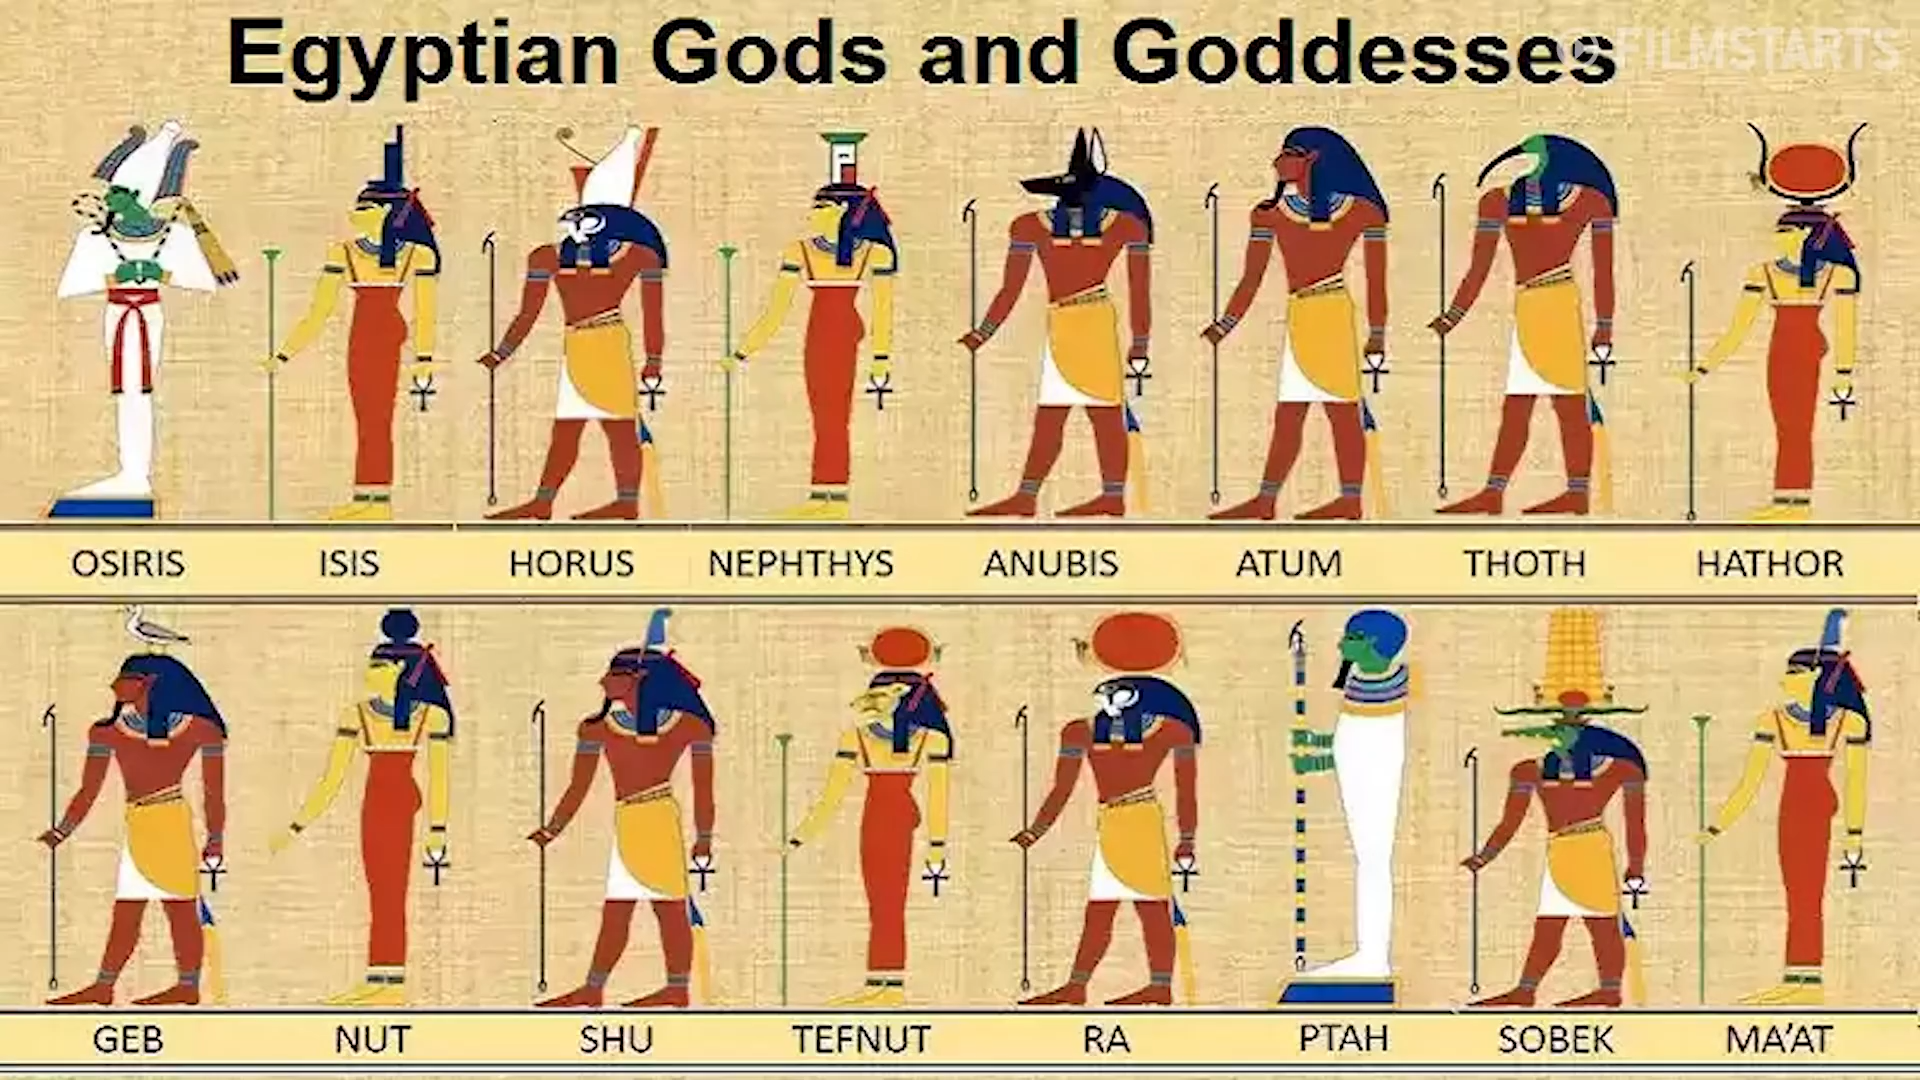 Egyptian Gods and Goddesses
FILMSTARTS
OSIRIS ISIS HORUS NEPHTHYS ANUBIS ATUM THOTH HATHOR
GEB NUT SHU TEFNUT RA PTAH SOBEK MA'AT